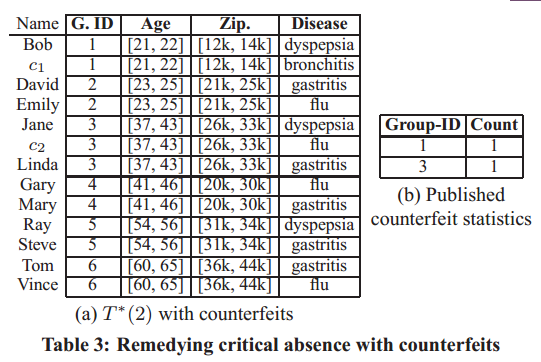 Name G. ID Age Zip. Disease
Bob 1 [21, 22] [12k, 14k] dyspepsia
c1 1 [21, 22] [12k, 14k] bronchitis
David 2 [23, 25] [21k, 25k] gastritis
Emily 2 [23, 25] [21k, 25k] flu
Jane 3 [37, 43] [26k, 33k] dyspepsia
c2 3 [37, 43] [26k, 33k] flu
Linda 3 [37, 43] [26k, 33k] gastritis
Gary 4 [41, 46] [20k, 30k] flu
Mary 4 [41, 46] [20k, 30k] gastritis
Ray 5 [54, 56] [31k, 34k] dyspepsia
Steve 5 [54, 56] [31k, 34k] gastritis
Tom 6 [60, 65] [36k, 44k] gastritis
Vince 6 [60, 65] [36k, 44k] flu
(a) T*(2) with counterfeits
Group-ID Count
1 1
3 1
(b) Published
counterfeit statistics
Table 3: Remedying critical absence with counterfeits